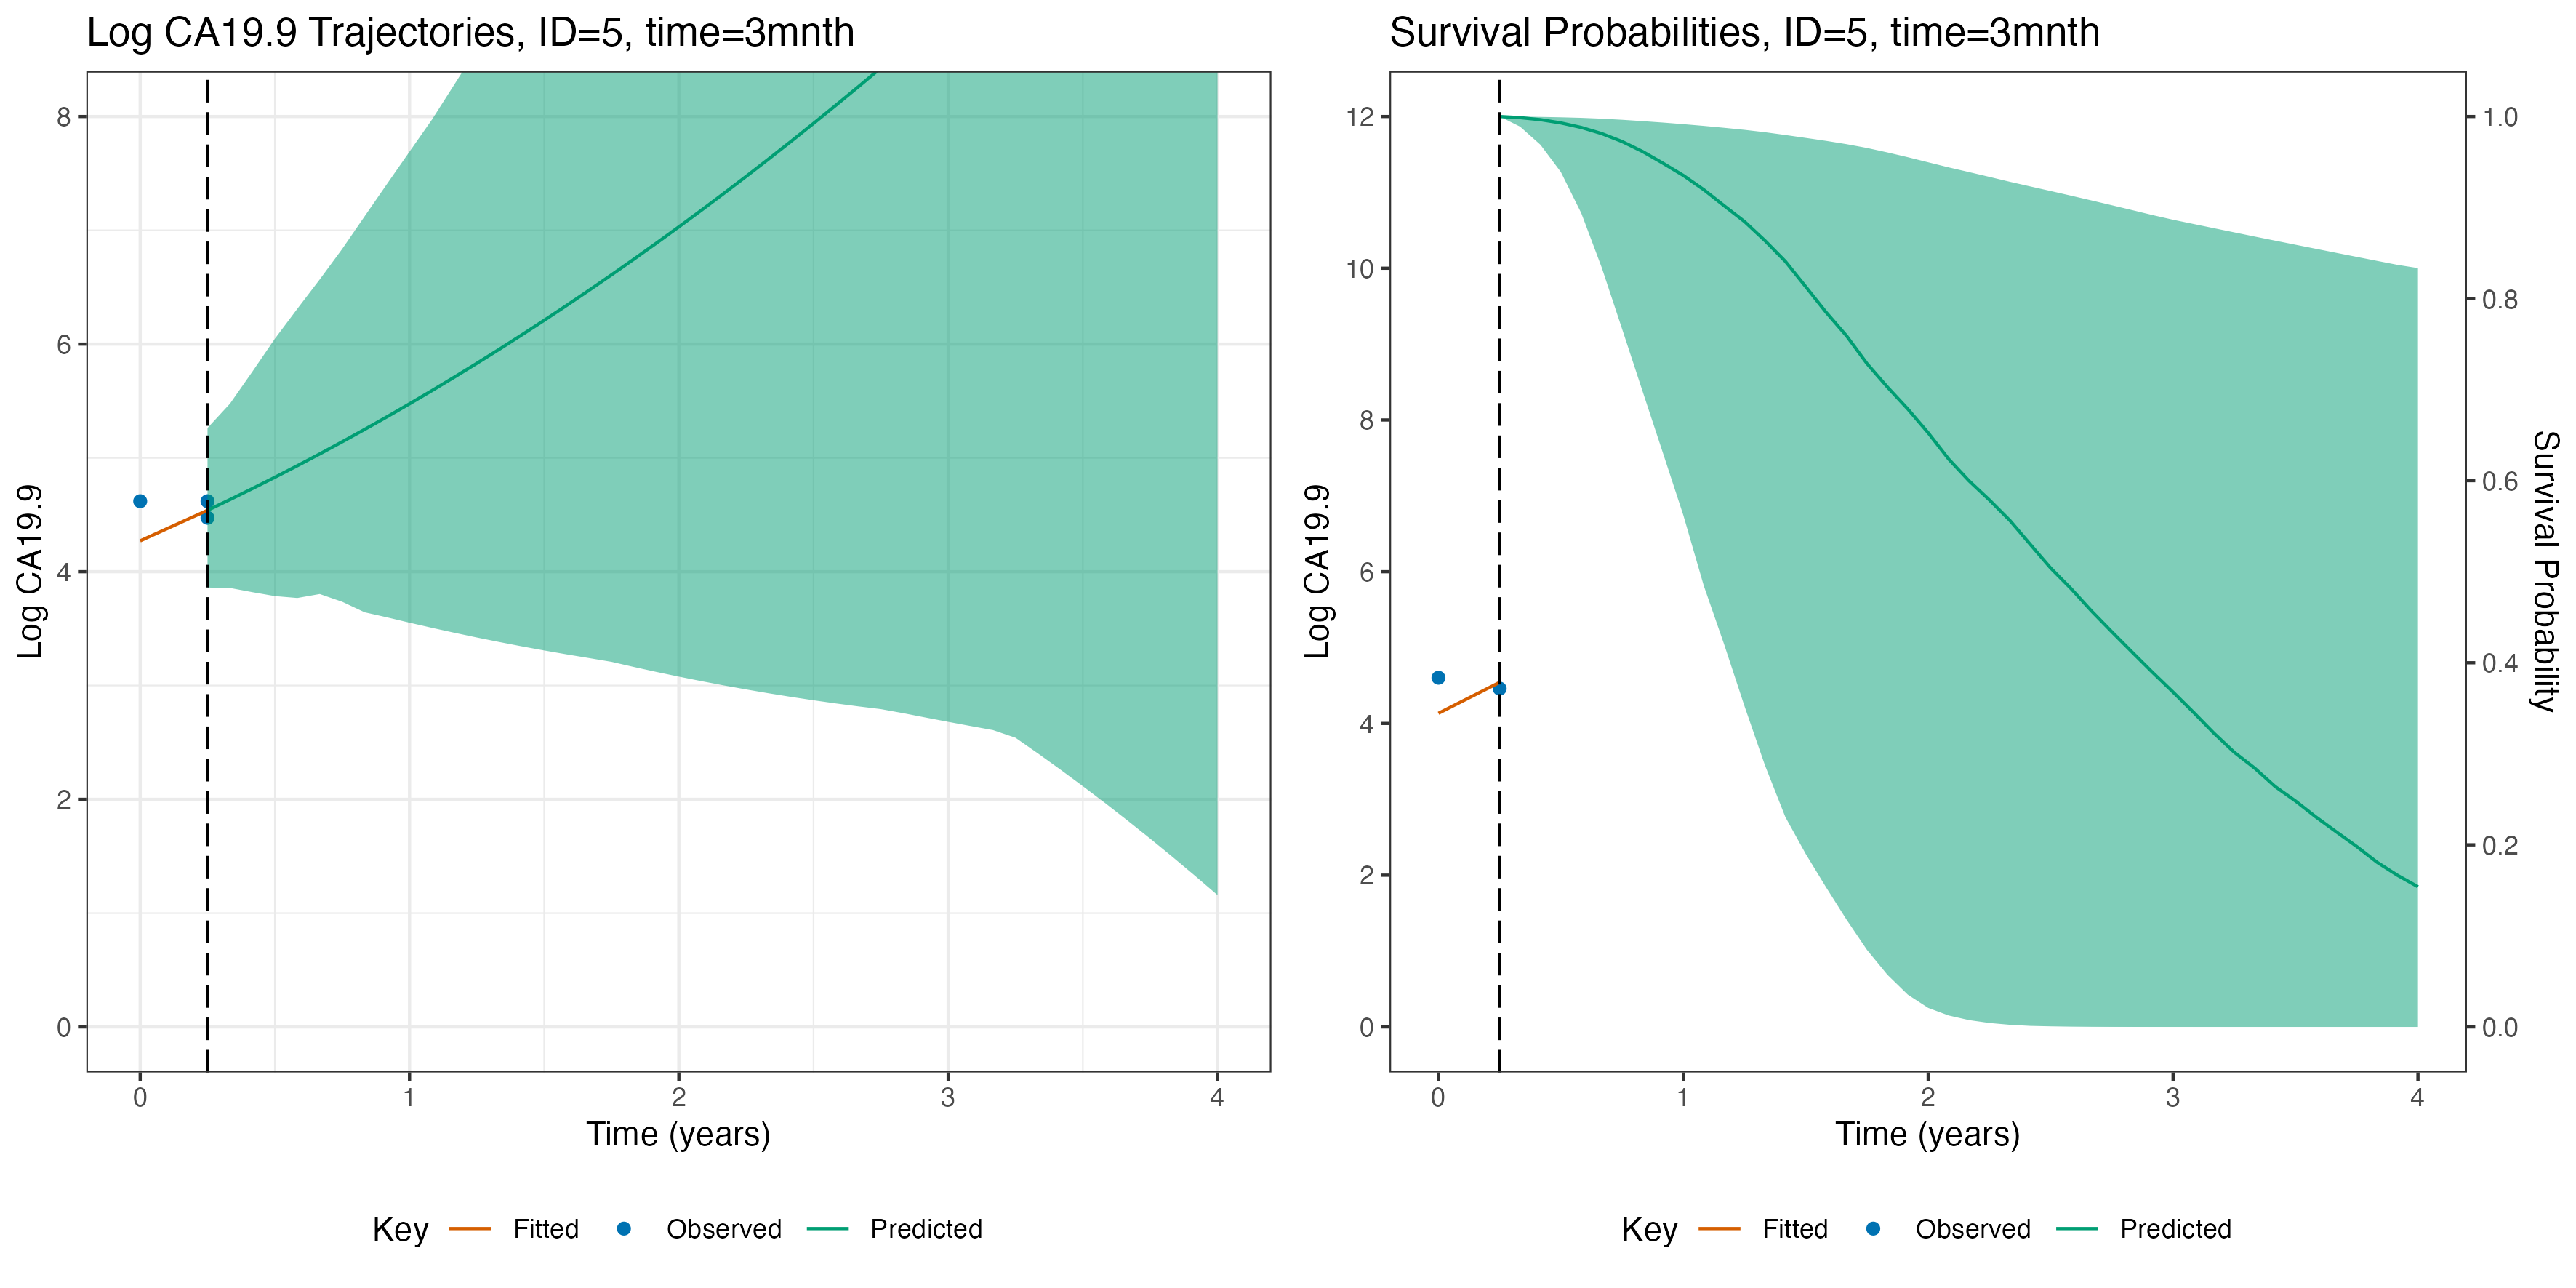 Log CA19.9 Trajectories, ID=5, time=3mnth
Log CA19.9
8
6
4
2
0
0 1 2 3 4
Time (years)
Key Fitted Observed Predicted
Survival Probabilities, ID=5, time=3mnth
Log CA19.9
12
10
8
6
4
2
0
1.0
0.8
0.6
0.4
0.2
0.0
Survival Probability
0 1 2 3 4
Time (years)
Key Fitted Observed Predicted